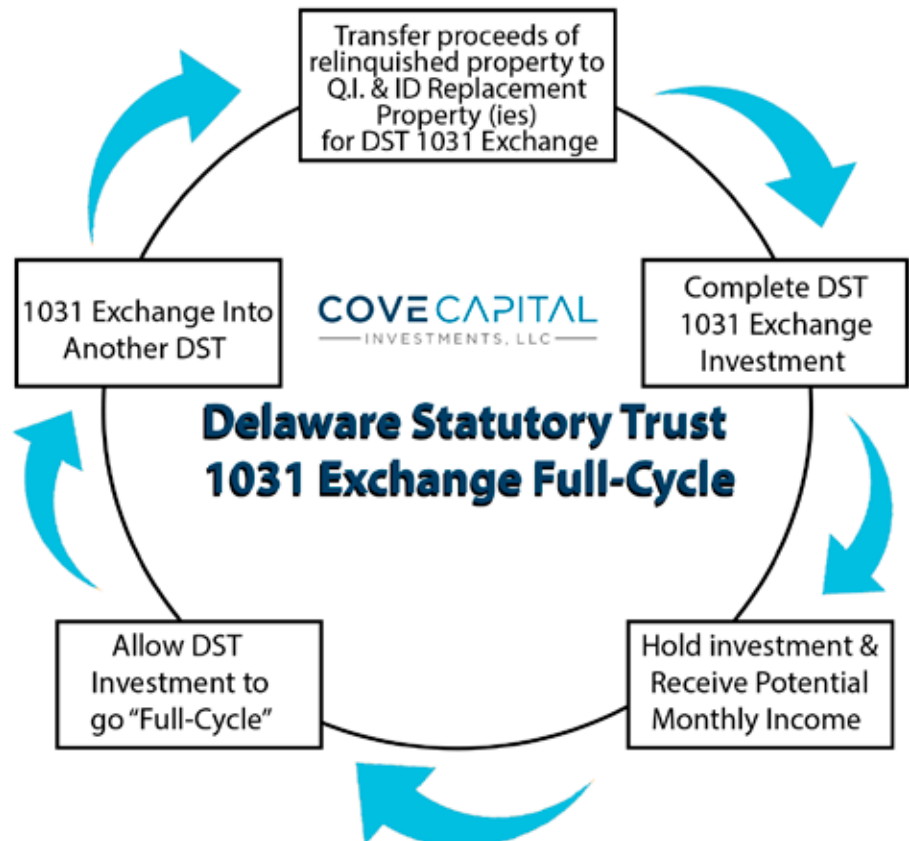 Transfer proceeds of
relinquished property to
Q.I. & ID Replacement
Property (ies)
for DST 1031 Exchange
1031 Exchange Into
Another DST
COVE CAPITAL
INVESTMENTS, LLC
Complete DST
1031 Exchange
Investment
Delaware Statutory Trust
1031 Exchange Full-Cycle
Allow DST
Investment to
go “Full-Cycle”
Hold investment &
Receive Potential
Monthly Income